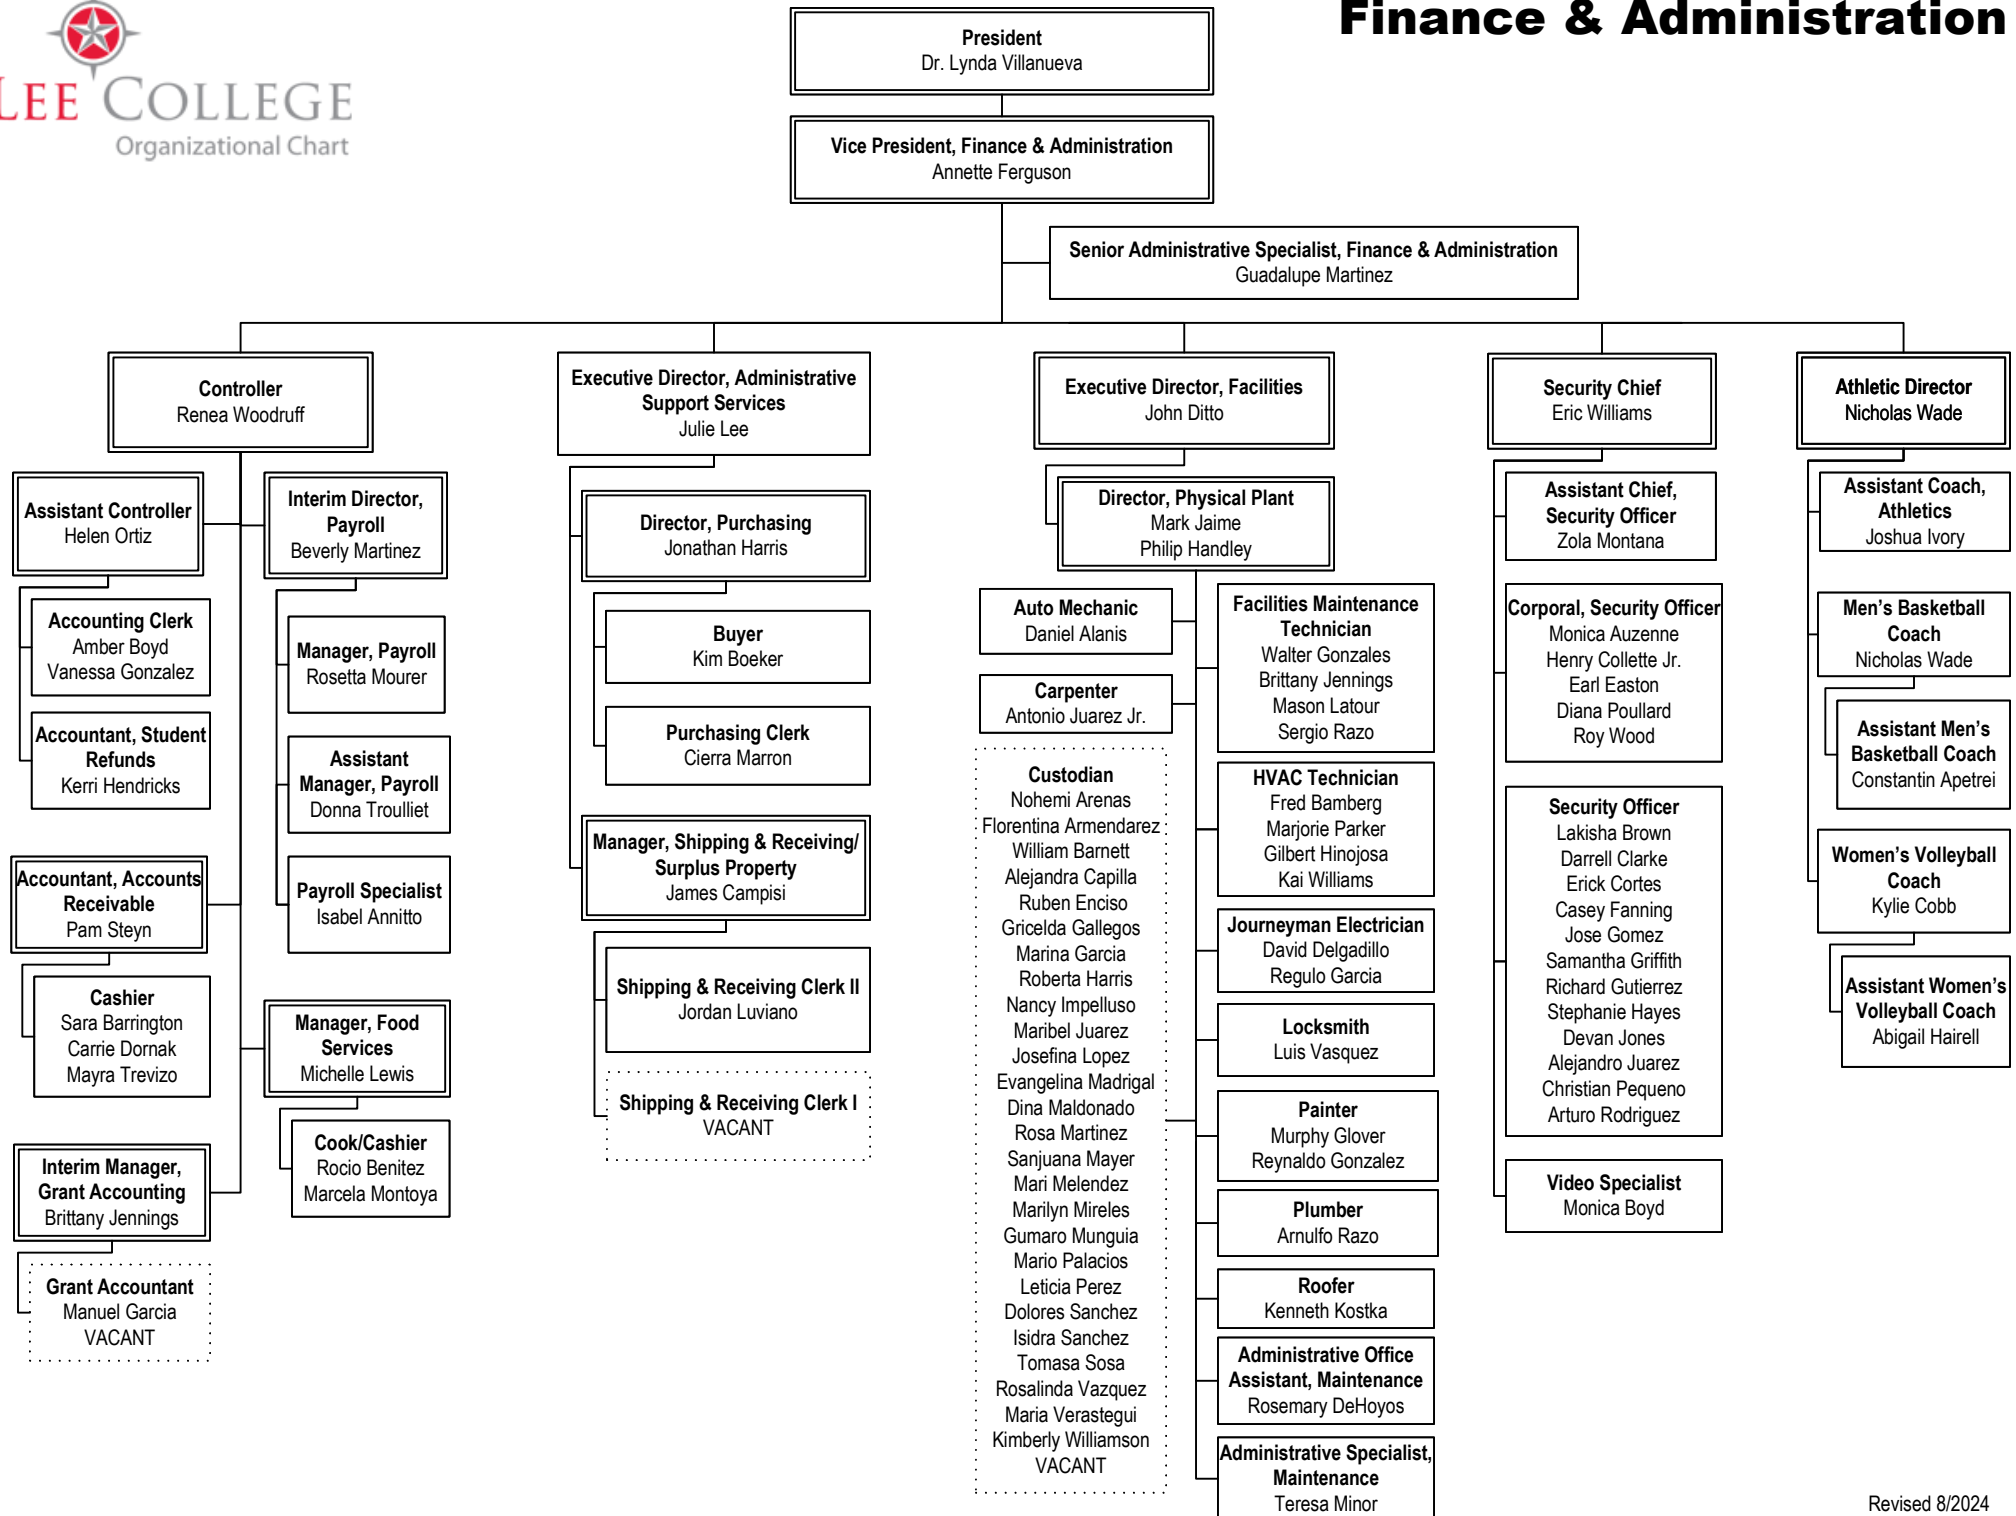 Finance & Administration
LEE COLLEGE
Organizational Chart
President
Dr. Lynda Villanueva
Vice President, Finance & Administration
Annette Ferguson
Senior Administrative Specialist, Finance & Administration
Guadalupe Martinez
Controller
Renea Woodruff
Assistant Controller
Helen Ortiz
Accounting Clerk
Amber Boyd
Vanessa Gonzalez
Accountant, Student
Refunds
Kerri Hendricks
Accountant, Accounts
Receivable
Pam Steyn
Cashier
Sara Barrington
Carrie Dornak
Mayra Trevizo
Interim Manager,
Grant Accounting
Brittany Jennings
Grant Accountant
Manuel Garcia
VACANT
Interim Director,
Payroll
Beverly Martinez
Manager, Payroll
Rosetta Mourer
Assistant
Manager, Payroll
Donna Troulliet
Payroll Specialist
Isabel Annitto
Manager, Food
Services
Michelle Lewis
Cook/Cashier
Rocio Benitez
Marcela Montoya
Executive Director, Administrative
Support Services
Julie Lee
Director, Purchasing
Jonathan Harris
Buyer
Kim Boeker
Purchasing Clerk
Cierra Marron
Manager, Shipping & Receiving/
Surplus Property
James Campisi
Shipping & Receiving Clerk II
Jordan Luviano
Shipping & Receiving Clerk I
VACANT
Executive Director, Facilities
John Ditto
Director, Physical Plant
Mark Jaime
Philip Handley
Auto Mechanic
Daniel Alanis
Carpenter
Antonio Juarez Jr.
Custodian
Nohemi Arenas
Florentina Armendarez
William Barnett
Alejandra Capilla
Ruben Enciso
Gricelda Gallegos
Marina Garcia
Roberta Harris
Nancy Impelluso
Maribel Juarez
Josefina Lopez
Evangelina Madrigal
Dina Maldonado
Rosa Martinez
Sanjuana Mayer
Mari Melendez
Marilyn Mireles
Gumaro Munguia
Mario Palacios
Leticia Perez
Dolores Sanchez
Isidra Sanchez
Tomasa Sosa
Rosalinda Vazquez
Maria Verastegui
Kimberly Williamson
VACANT
Facilities Maintenance
Technician
Walter Gonzales
Brittany Jennings
Mason Latour
Sergio Razo
HVAC Technician
Fred Bamberg
Marjorie Parker
Gilbert Hinojosa
Kai Williams
Journeyman Electrician
David Delgadillo
Regulo Garcia
Locksmith
Luis Vasquez
Painter
Murphy Glover
Reynaldo Gonzalez
Plumber
Arnulfo Razo
Roofer
Kenneth Kostka
Administrative Office
Assistant, Maintenance
Rosemary DeHoyos
Administrative Specialist,
Maintenance
Teresa Minor
Security Chief
Eric Williams
Assistant Chief,
Security Officer
Zola Montana
Corporal, Security Officer
Monica Auzenne
Henry Collette Jr.
Earl Easton
Diana Poullard
Roy Wood
Security Officer
Lakisha Brown
Darrell Clarke
Erick Cortes
Casey Fanning
Jose Gomez
Samantha Griffith
Richard Gutierrez
Stephanie Hayes
Devan Jones
Alejandro Juarez
Christian Pequeno
Arturo Rodriguez
Video Specialist
Monica Boyd
Athletic Director
Nicholas Wade
Assistant Coach,
Athletics
Joshua Ivory
Men’s Basketball
Coach
Nicholas Wade
Assistant Men’s
Basketball Coach
Constantin Apetrei
Women’s Volleyball
Coach
Kylie Cobb
Assistant Women’s
Volleyball Coach
Abigail Hairell
Revised 8/2024